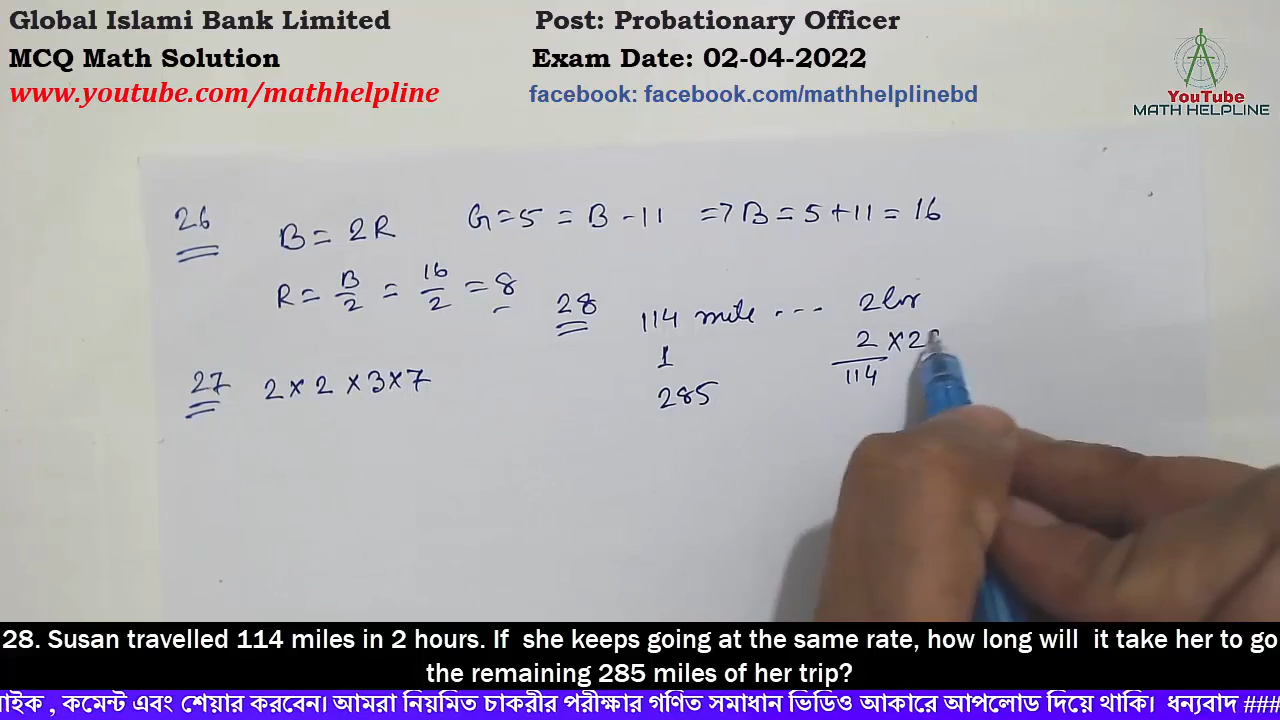 Global Islami Bank Limited Post: Probationary Officer
MCQ Math Solution Exam Date: 02-04-2022
www.youtube.com/mathhelpline facebook: facebook.com/mathhelplinebd
YouTube
MATH HELPLINE
26 B = 2R G = 5 = B - 11 => B = 5 + 11 = 16
R = B/2 = 16/2 = 8
27 2 × 2 × 3 × 7
28 114 mile --- 2 hr
1 2/114 × 2
285
28. Susan travelled 114 miles in 2 hours. If she keeps going at the same rate, how long will it take her to go
the remaining 285 miles of her trip?
কমেন্ট এবং শেয়ার করবেন। আমরা নিয়মিত চাকরীর পরীক্ষার গণিত সমাধান ভিডিও আকারে আপলোড দিয়ে থাকি। ধন্যবাদ ###